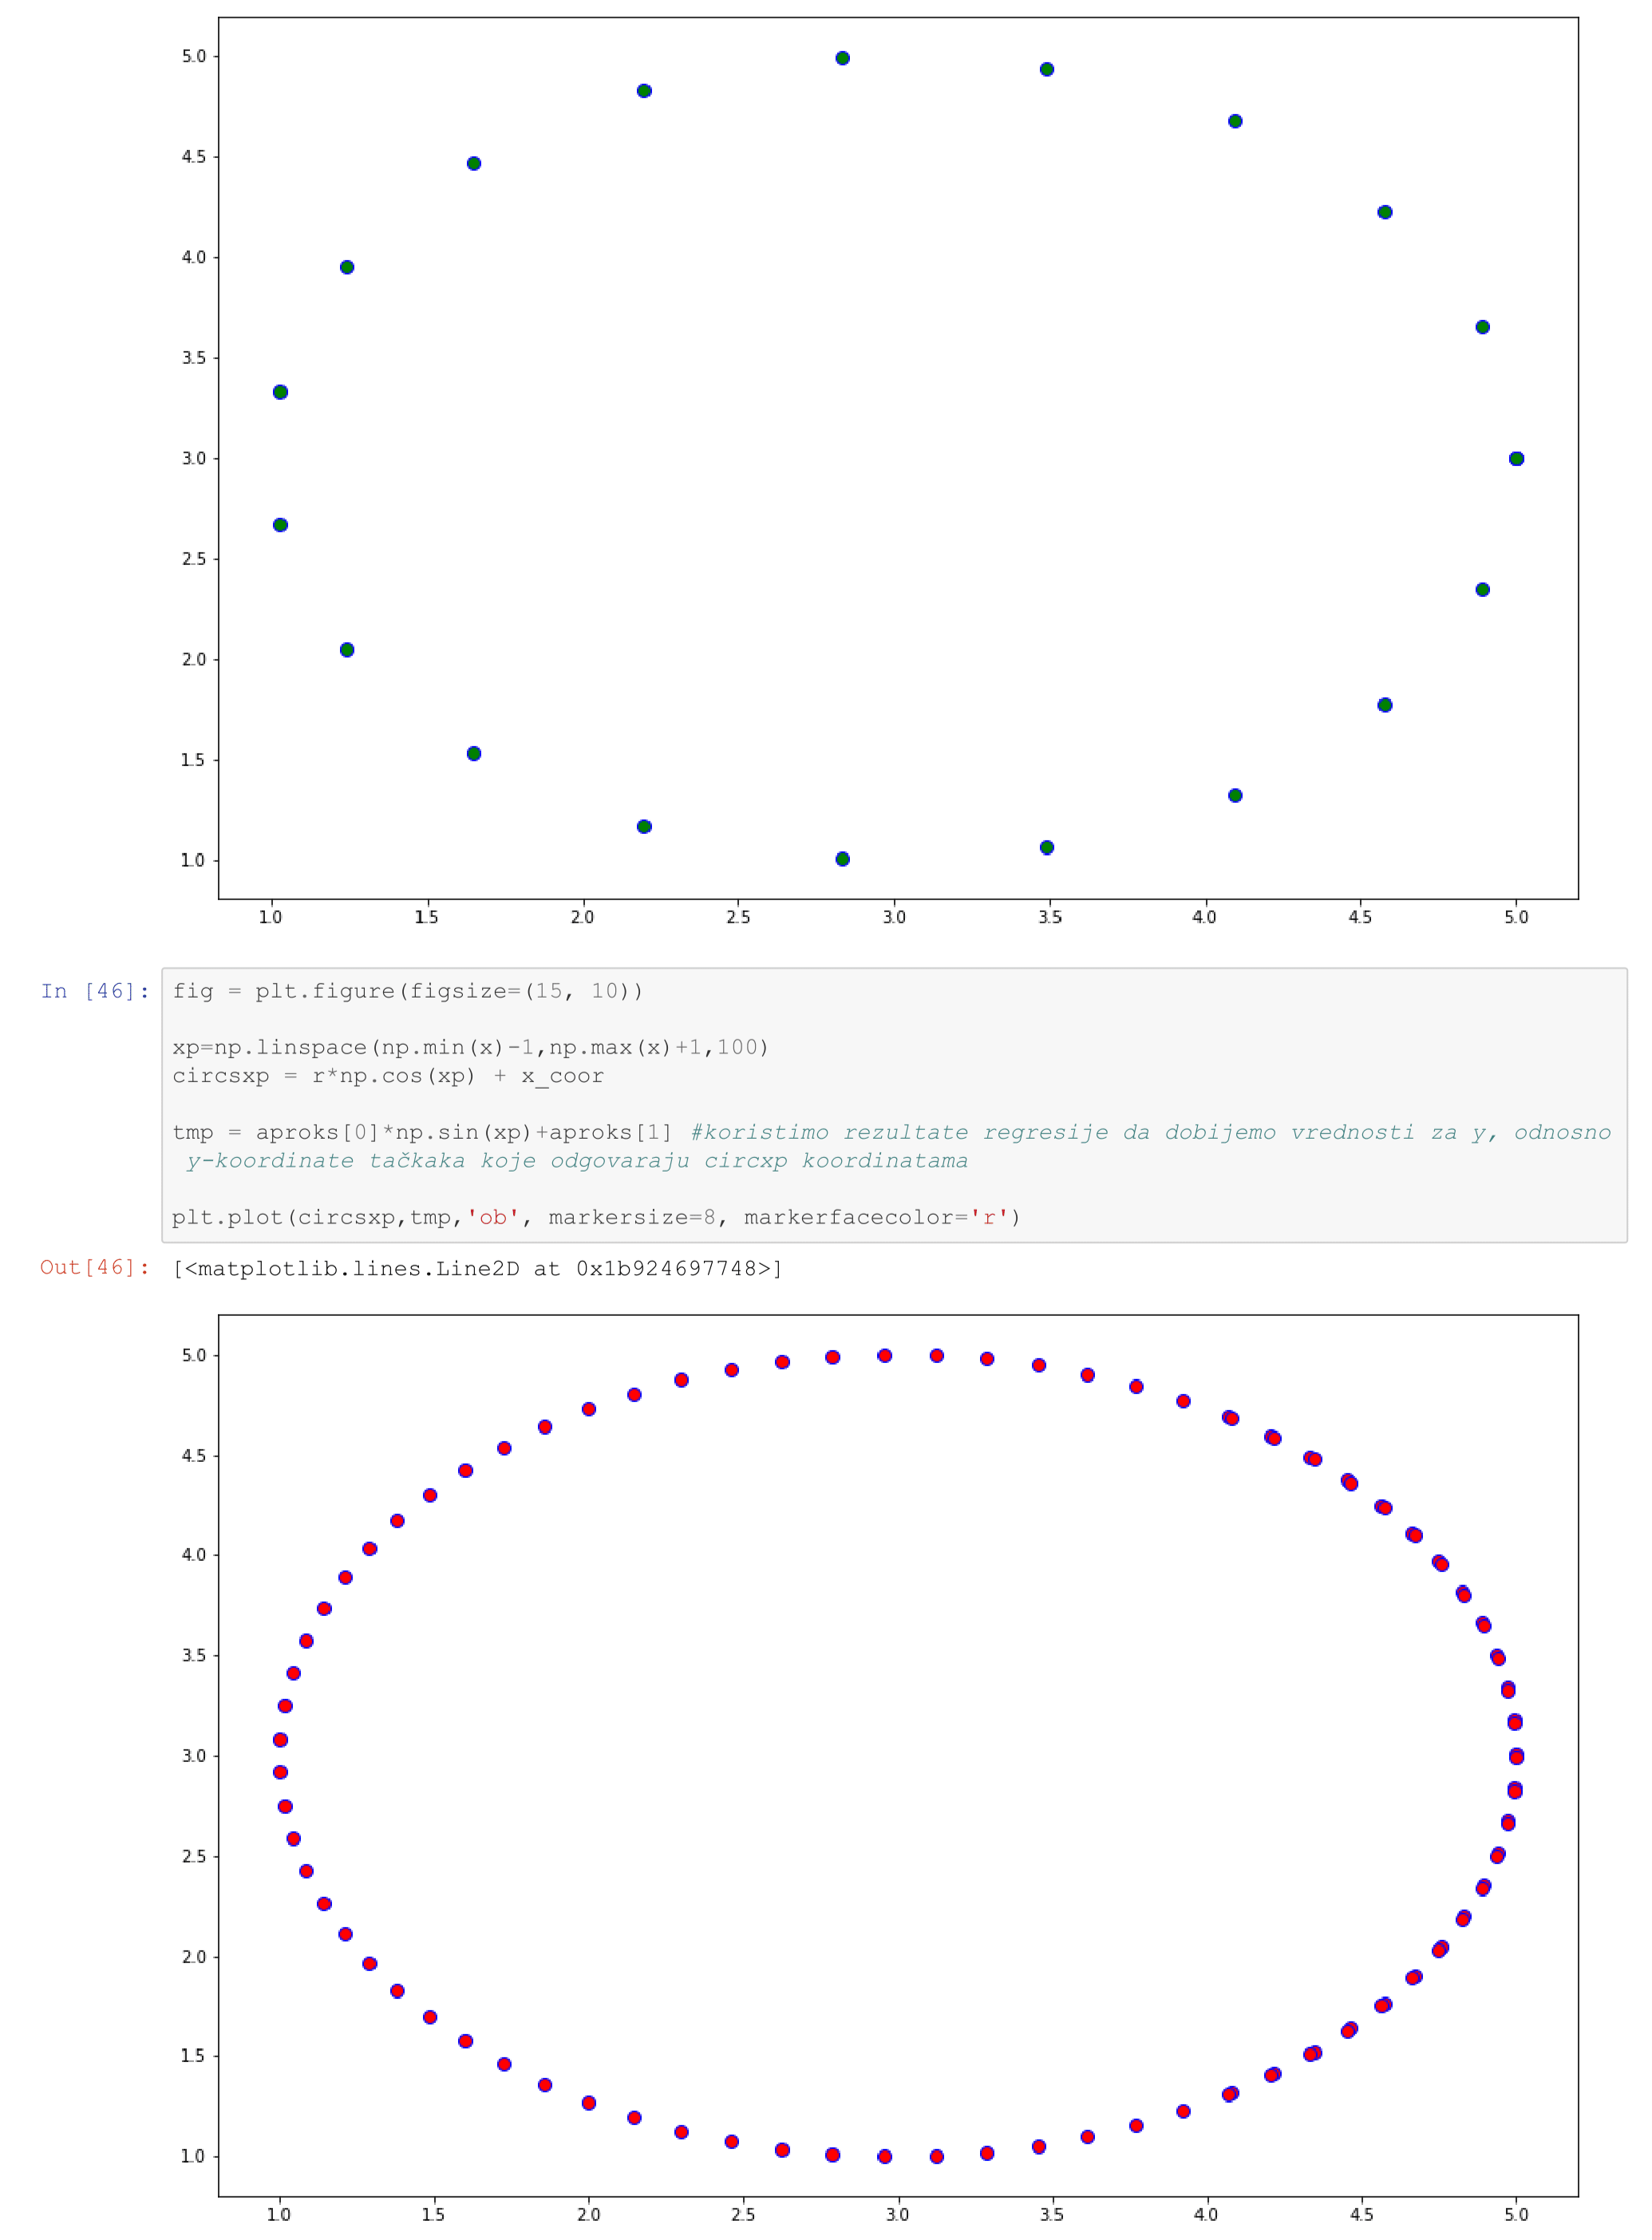 5.0
4.5
4.0
3.5
3.0
2.5
2.0
1.5
1.0
1.0 1.5 2.0 2.5 3.0 3.5 4.0 4.5 5.0
In [46]: fig = plt.figure(figsize=(15, 10))
xp=np.linspace(np.min(x)-1,np.max(x)+1,100)
circsxp = r*np.cos(xp) + x_coor
tmp = aproks[0]*np.sin(xp)+aproks[1] #koristimo rezultate regresije da dobijemo vrednosti za y, odnosno
y-koordinate tačkaka koje odgovaraju circxp koordinatama
plt.plot(circsxp,tmp,'ob', markersize=8, markerfacecolor='r')
Out[46]: [<matplotlib.lines.Line2D at 0x1b924697748>]
5.0
4.5
4.0
3.5
3.0
2.5
2.0
1.5
1.0
1.0 1.5 2.0 2.5 3.0 3.5 4.0 4.5 5.0